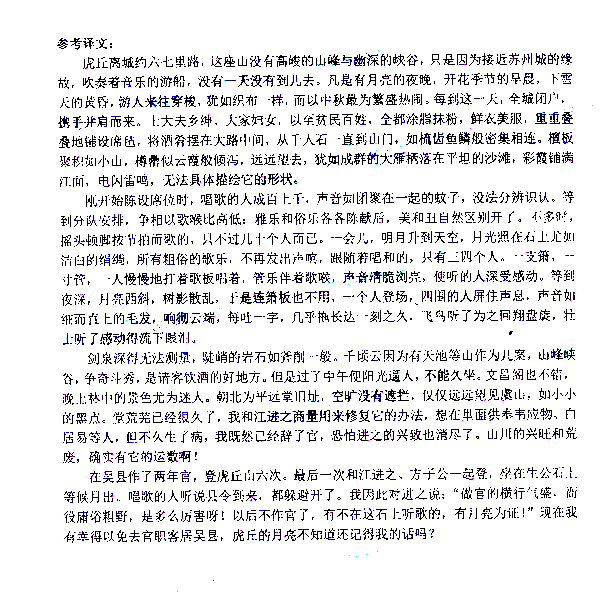 参考译文：
虎丘离城约六七里路，这座山没有高峻的山峰与幽深的峡谷，只是因为接近苏州城的缘
故，吹奏着音乐的游船，没有一天没有到儿去。凡是有月亮的夜晚，开花季节的早晨，下雪
天的黄昏，游人来往穿梭，犹如织布一样，而以中秋最为繁盛热闹。每到这一天，全城闭户，
携手并肩而来。上大夫乡绅，大家妇女，以至贫民百姓，全都涂脂抹粉，鲜衣美服，重重叠
叠地铺设席毡，将酒肴摆在大路中间，从千人石一直到山门，如梳齿鱼鳞般密集相连。檀板
聚积如小山，樽罍似云霞般倾泻，远远望去，犹如成群的大雁栖落在平坦的沙滩，彩霞铺满
江面，电闪雷鸣，无法具体描绘它的形状。
刚开始陈设席位时，唱歌的人成百上千，声音如团聚在一起的蚊子，没法分辨识认。等
到分队安排，争相以歌喉比高低；雅乐和俗乐各各陈献后，美和丑自然区别开了。不多时，
摇头顿脚按节拍而歌的，只不过几十个人而已。一会儿，明月升到天空，月光照在石上尤如
洁白的绢绸，所有粗俗的歌乐，不再发出声响，跟随着唱和的，只有三四个人。一支箫，一
寸管，一人慢慢地打着歌板唱着，管乐伴着歌喉，声音清脆浏亮，使听的人深受感动。等到
夜深，月亮西斜，树影散乱，于是连箫板也不用，一个人登场，四围的人屏住声息，声音如
细而直上的毛发，响彻云端，每吐一字，几乎拖长达一刻之久，飞鸟听了为之回翔盘旋，壮
士听了感动得流下眼泪。
剑泉深得无法测量，陡峭的岩石如斧削一般。千顷云因为有天池等山作为几案，山峰峡
谷，争奇斗秀，是请客饮酒的好地方。但是过了中午便阳光逼人，不能久坐。文昌阁也不错，
晚上林中的景色尤为迷人。朝北为平远堂旧址，空旷没有遮拦，仅仅远远望见虞山，如小小
的黑点。堂荒芜已经很久了，我和江进之商量用来修复它的办法，想在里面供奉韦应物、白
居易等人，但不久生了病，我既然已经辞了官，恐怕进之的兴致也消尽了。山川的兴旺和荒
废，确实有它的运数啊！
在吴县作了两年官，登虎丘山六次。最后一次和江进之、方子公一起登，坐在生公石上
等候月出。唱歌的人听说县令到来，都躲避开了。我因此对进之说：“做官的横行气盛，衙
役庸俗粗野，是多么厉害呀！以后不作官了，有不在这石上听歌的，有月亮为证！”现在我
有幸得以免去官职客居吴县，虎丘的月亮不知道还记得我的话吗？